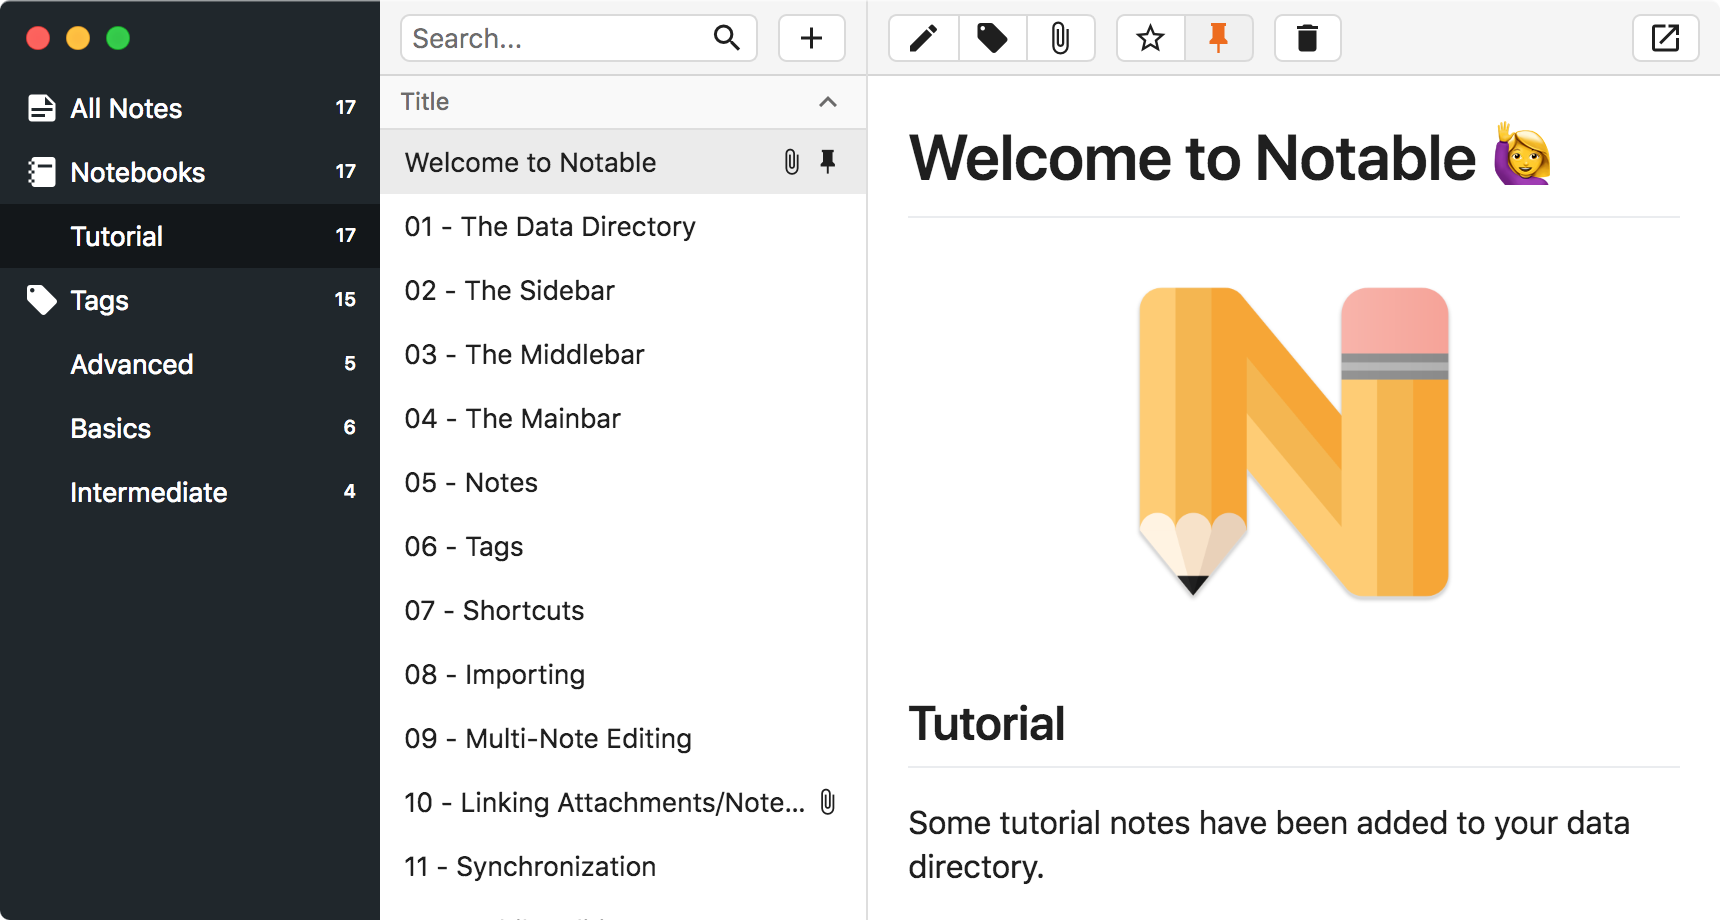 Search...
All Notes 17
Notebooks 17
Tutorial 17
Tags 15
Advanced 5
Basics 6
Intermediate 4
Title
Welcome to Notable
01 - The Data Directory
02 - The Sidebar
03 - The Middlebar
04 - The Mainbar
05 - Notes
06 - Tags
07 - Shortcuts
08 - Importing
09 - Multi-Note Editing
10 - Linking Attachments/Note...
11 - Synchronization
Welcome to Notable
Tutorial
Some tutorial notes have been added to your data
directory.